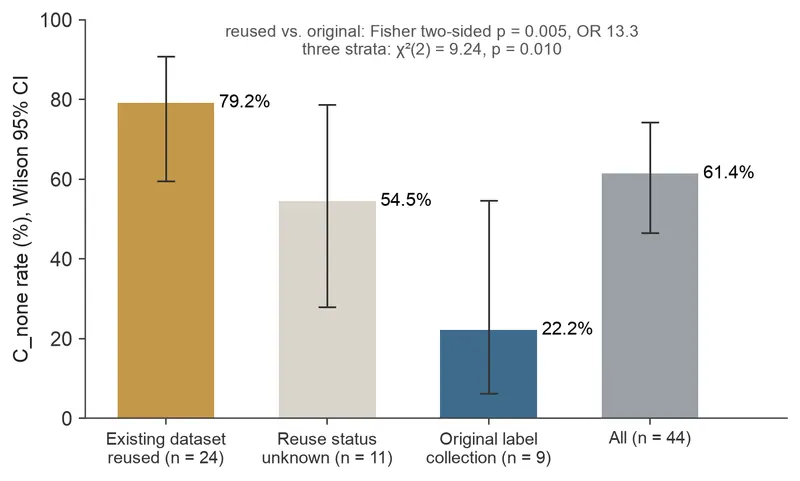 reused vs. original: Fisher two-sided p = 0.005, OR 13.3
three strata: χ²(2) = 9.24, p = 0.010
C_none rate (%), Wilson 95% CI
100
80
60
40
20
0
79.2%
54.5%
22.2%
61.4%
Existing dataset
reused (n = 24)
Reuse status
unknown (n = 11)
Original label
collection (n = 9)
All (n = 44)